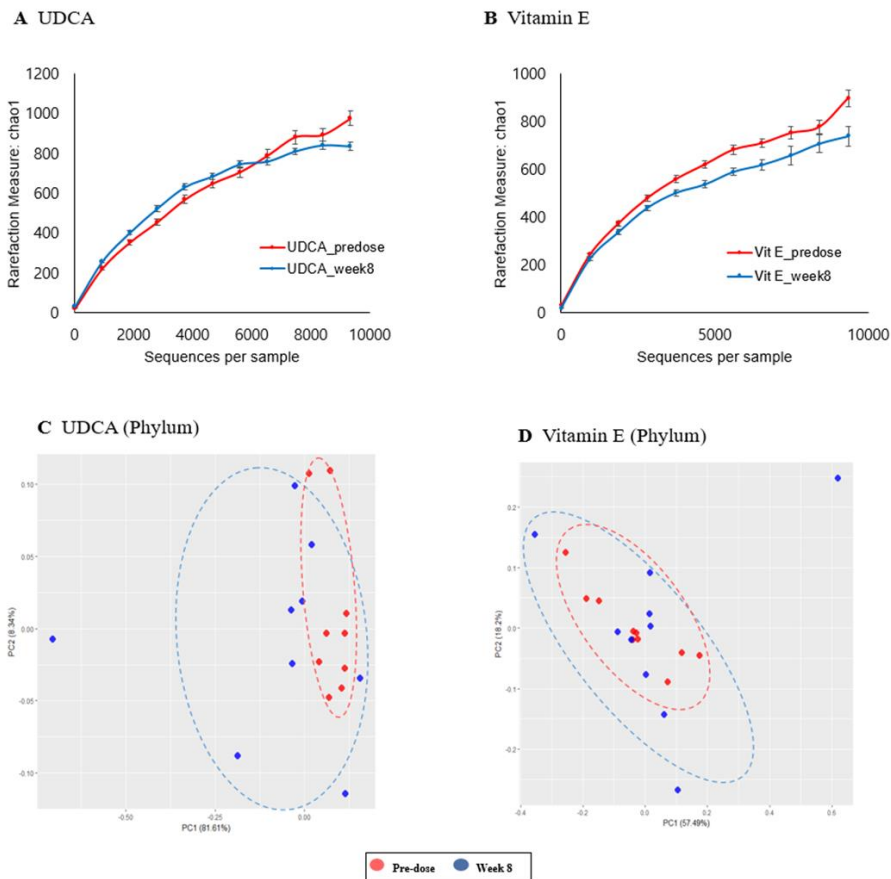 A UDCA
B Vitamin E
Rarefaction Measure: chao1
1200
1000
800
600
400
200
0
UDCA_predose
UDCA_week8
0 2000 4000 6000 8000 10000
Sequences per sample
Rarefaction Measure: chao1
1000
800
600
400
200
0
Vit E_predose
Vit E_week8
0 5000 10000
Sequences per sample
C UDCA (Phylum)
D Vitamin E (Phylum)
PC2 (8.34%)
0.10
0.05
0.00
-0.05
-0.10
-0.50 -0.25 0.00
PC1 (81.61%)
PC2 (18.2%)
0.2
0.1
0.0
-0.1
-0.2
-0.4 -0.2 0.0 0.2 0.4 0.6
PC1 (57.49%)
Pre-dose Week 8